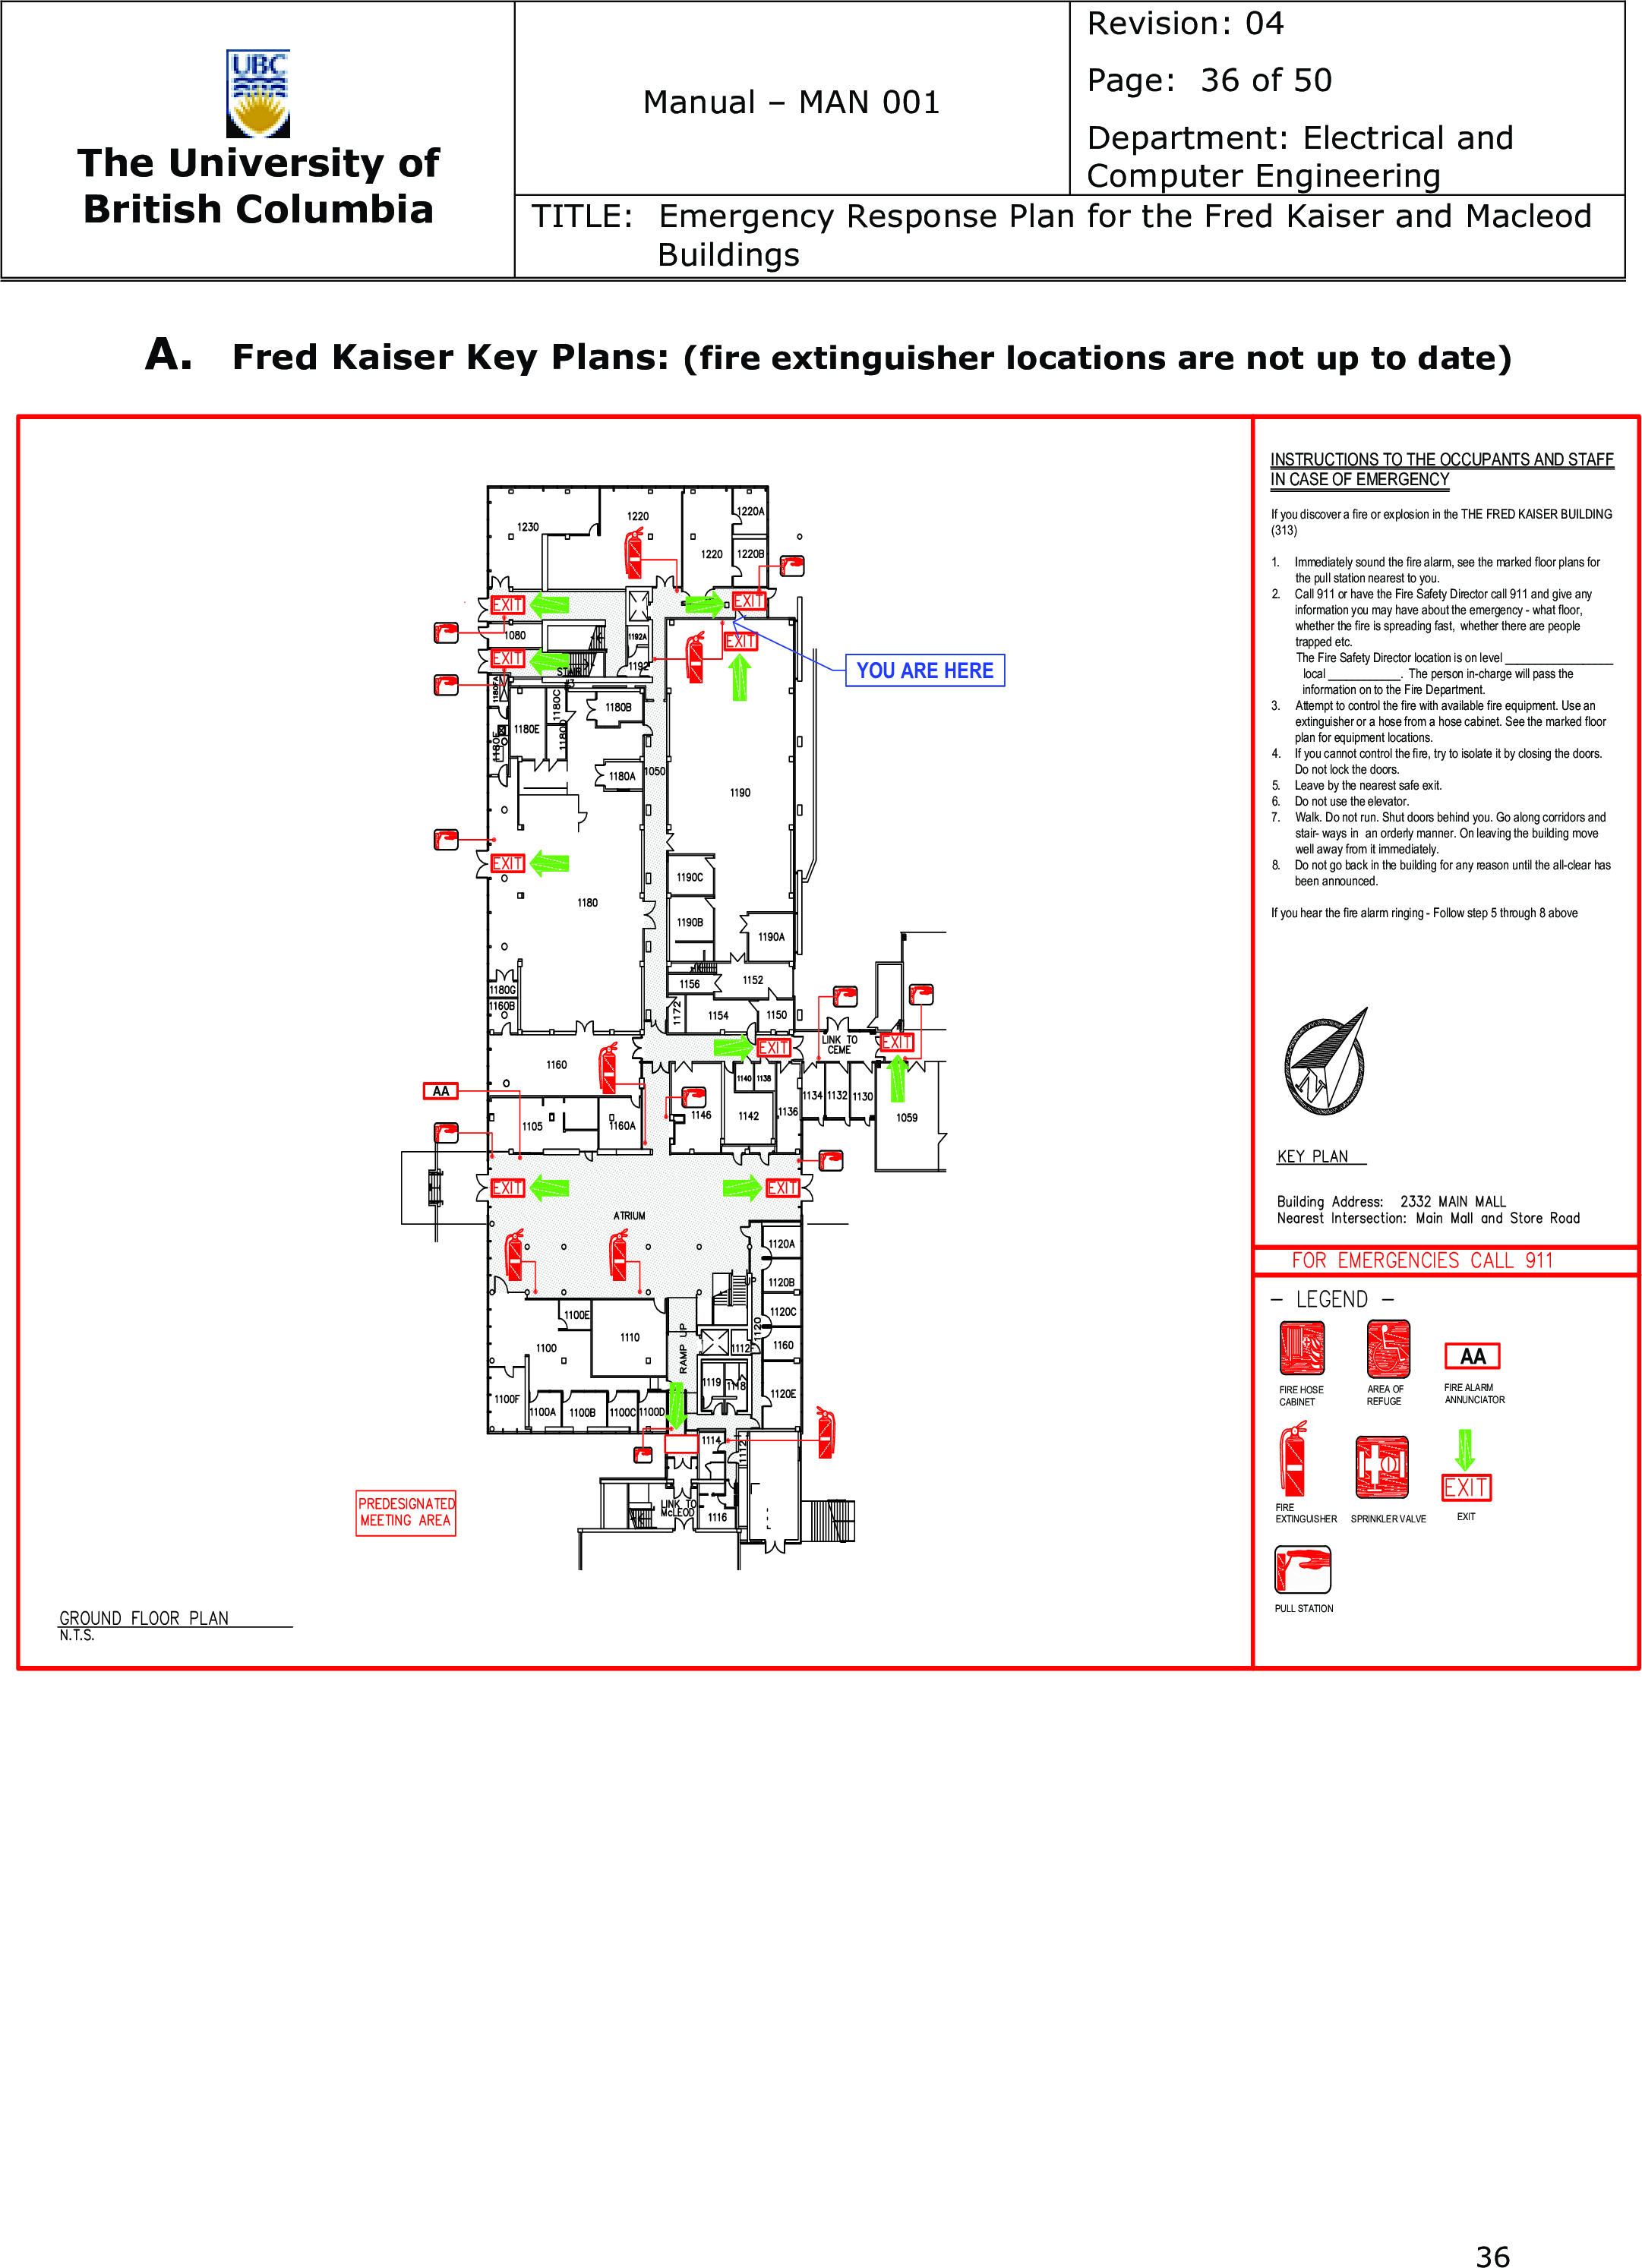 UBC
The University of
British Columbia
Manual – MAN 001
Revision: 04
Page:  36 of 50
Department: Electrical and
Computer Engineering
TITLE:  Emergency Response Plan for the Fred Kaiser and Macleod
Buildings
A.   Fred Kaiser Key Plans: (fire extinguisher locations are not up to date)
1230
1220
1220A
1220
1220B
EXIT
EXIT
1080
1192A
EXIT
EXIT
YOU ARE HERE
1192
STAIR
1180FA
1180C
1180B
1180E
1180D
1180F
1180A
1050
1190
EXIT
1190C
1180
1190B
1190A
1156
1152
1180G
1160B
1172
1154
1150
LINK TO
CEME
EXIT
EXIT
1160
1140
1138
AA
1134
1132
1130
1105
1160A
1146
1142
1136
1059
EXIT
EXIT
ATRIUM
1120A
UP
1120B
1100E
1120C
1110
1120
1100
RAMP UP
1112
1160
1119
1118
1120E
1100F
1100A
1100B
1100C
1100D
1114
1112
LINK TO
McLEOD
1116
PREDESIGNATED
MEETING AREA
GROUND FLOOR PLAN
N.T.S.
INSTRUCTIONS TO THE OCCUPANTS AND STAFF
IN CASE OF EMERGENCY
If you discover a fire or explosion in the THE FRED KAISER BUILDING
(313)
1. Immediately sound the fire alarm, see the marked floor plans for
the pull station nearest to you.
2. Call 911 or have the Fire Safety Director call 911 and give any
information you may have about the emergency - what floor,
whether the fire is spreading fast, whether there are people
trapped etc.
The Fire Safety Director location is on level __________________
local ____________. The person in-charge will pass the
information on to the Fire Department.
3. Attempt to control the fire with available fire equipment. Use an
extinguisher or a hose from a hose cabinet. See the marked floor
plan for equipment locations.
4. If you cannot control the fire, try to isolate it by closing the doors.
Do not lock the doors.
5. Leave by the nearest safe exit.
6. Do not use the elevator.
7. Walk. Do not run. Shut doors behind you. Go along corridors and
stair- ways in  an orderly manner. On leaving the building move
well away from it immediately.
8. Do not go back in the building for any reason until the all-clear has
been announced.
If you hear the fire alarm ringing - Follow step 5 through 8 above
N
KEY PLAN
Building Address:  2332 MAIN MALL
Nearest Intersection: Main Mall and Store Road
FOR EMERGENCIES CALL 911
– LEGEND –
AA
FIRE HOSE
CABINET
AREA OF
REFUGE
FIRE ALARM
ANNUNCIATOR
EXIT
FIRE
EXTINGUISHER
SPRINKLER VALVE
EXIT
PULL STATION
36